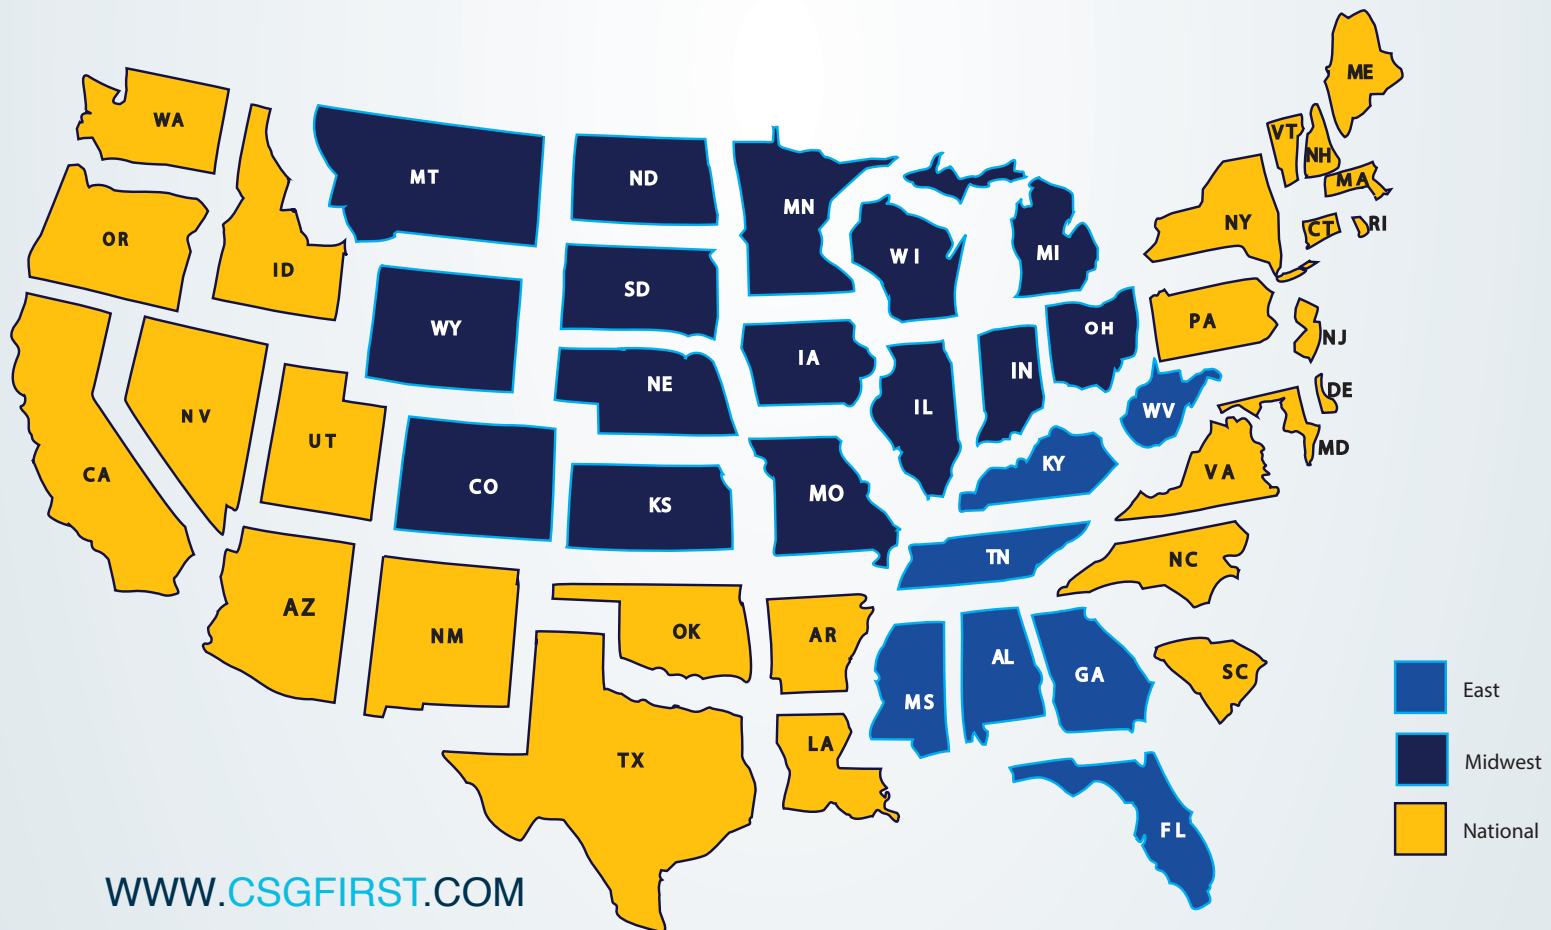 ME
WA
VT
NH
MT
ND
MA
MN
NY
CT
RI
OR
WI
MI
ID
SD
PA
WY
OH
NJ
IA
IN
NE
DE
NV
IL
WV
UT
MD
KY
CA
VA
CO
MO
KS
TN
NC
AZ
OK
AR
NM
AL
SC
GA
East
MS
LA
TX
Midwest
FL
National
WWW.CSGFIRST.COM